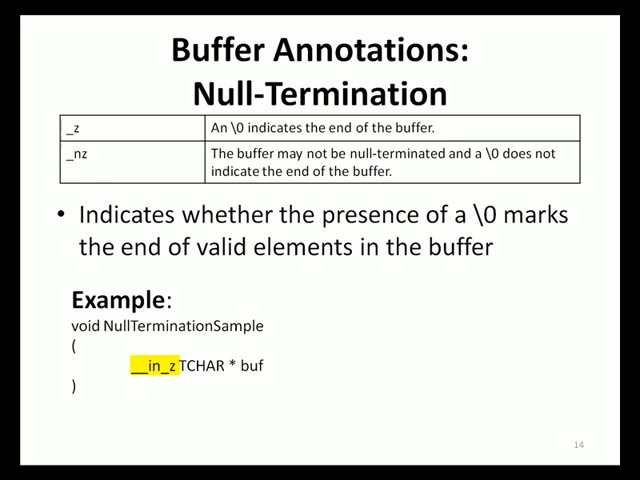 Buffer Annotations:
Null-Termination
_z An \0 indicates the end of the buffer.
_nz The buffer may not be null-terminated and a \0 does not
indicate the end of the buffer.
• Indicates whether the presence of a \0 marks
the end of valid elements in the buffer
Example:
void NullTerminationSample
(
__in_z TCHAR * buf
)
14